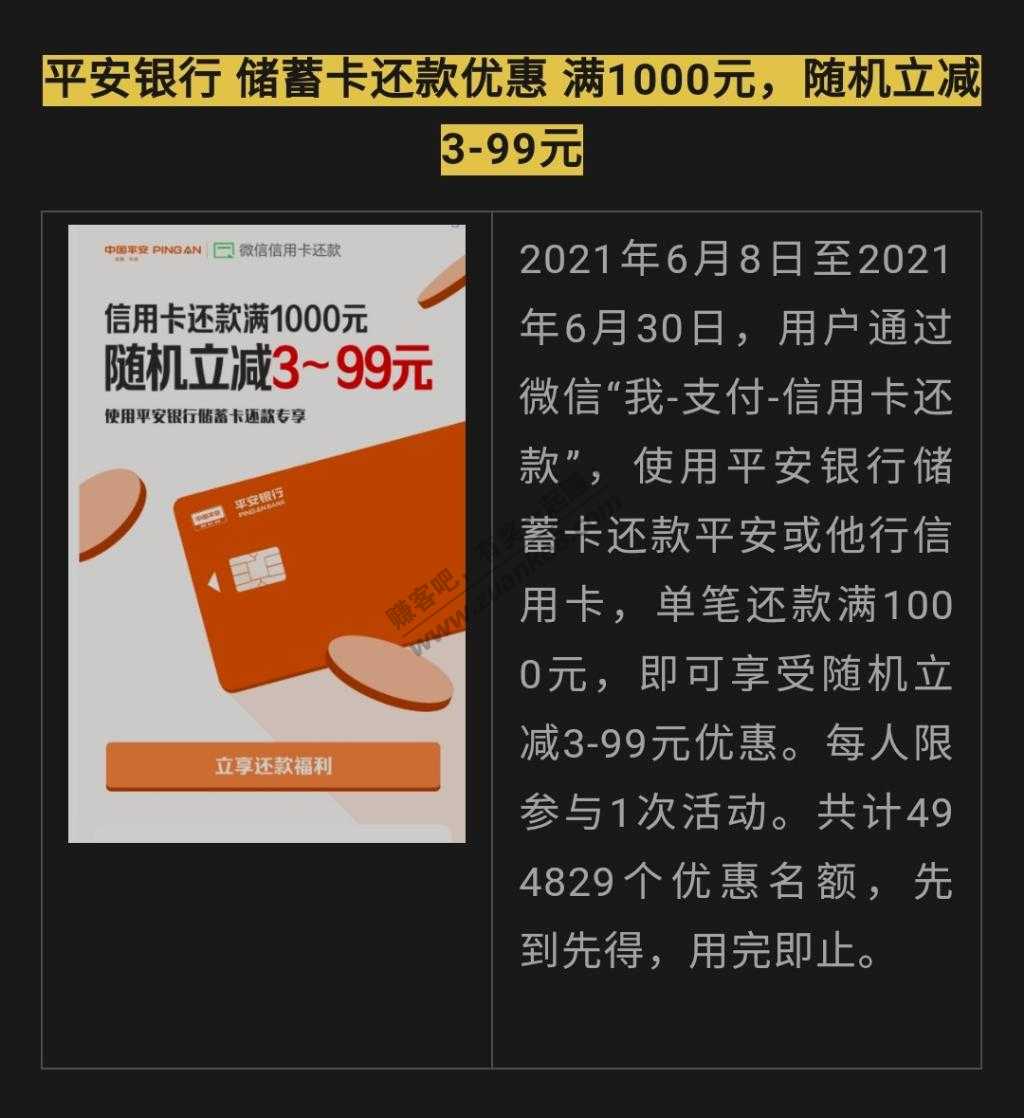 平安银行 储蓄卡还款优惠 满1000元，随机立减
3-99元
中国平安 PING AN
微信信用卡还款
信用卡还款满1000元
随机立减3~99元
使用平安银行储蓄卡还款专享
中国平安
平安银行
PING AN BANK
立享还款福利
2021年6月8日至2021
年6月30日，用户通过
微信“我-支付-信用卡还
款”，使用平安银行储
蓄卡还款平安或他行信
用卡，单笔还款满100
0元，即可享受随机立
减3-99元优惠。每人限
参与1次活动。共计49
4829个优惠名额，先
到先得，用完即止。